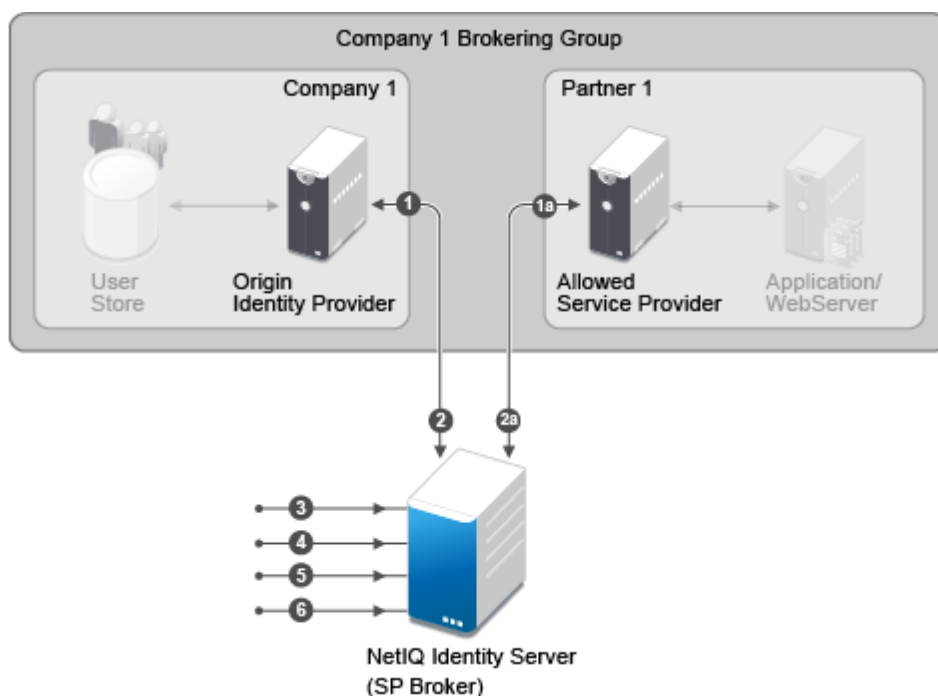 Company 1 Brokering Group
Company 1
Partner 1
1
1a
User
Store
Origin
Identity Provider
Allowed
Service Provider
Application/
WebServer
2
2a
3
4
5
6
NetIQ Identity Server
(SP Broker)